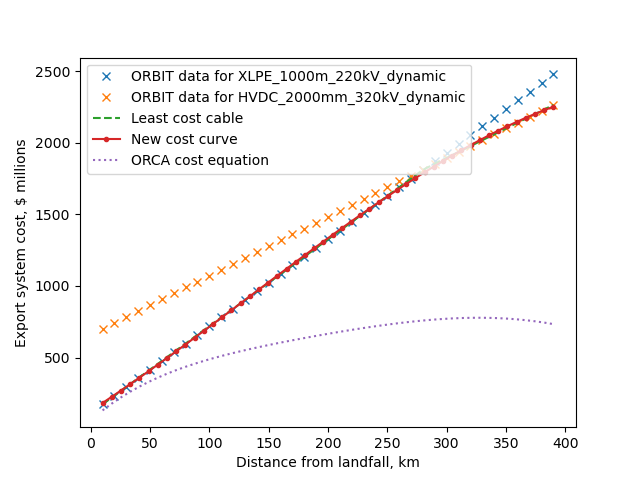 ORBIT data for XLPE_1000m_220kV_dynamic
ORBIT data for HVDC_2000mm_320kV_dynamic
Least cost cable
New cost curve
ORCA cost equation
Export system cost, $ millions
2500
2000
1500
1000
500
0 50 100 150 200 250 300 350 400
Distance from landfall, km